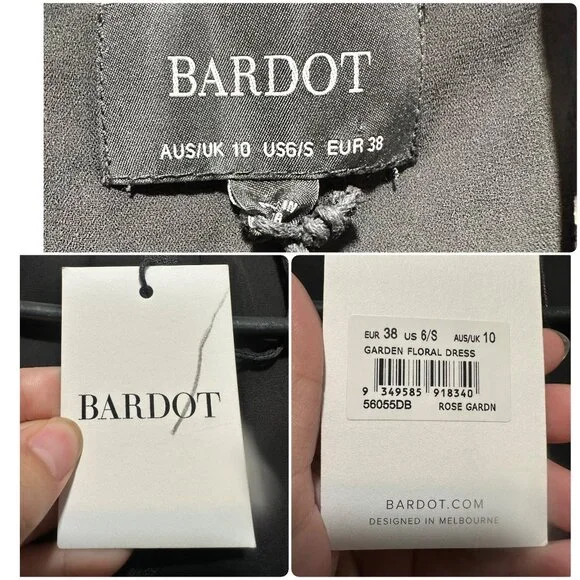 BARDOT
AUS/UK 10 US6/S EUR 38
BARDOT
EUR 38 US 6/S AUS/UK 10
GARDEN FLORAL DRESS
9 349585 918340
56055DB ROSE GARDN
BARDOT.COM
DESIGNED IN MELBOURNE